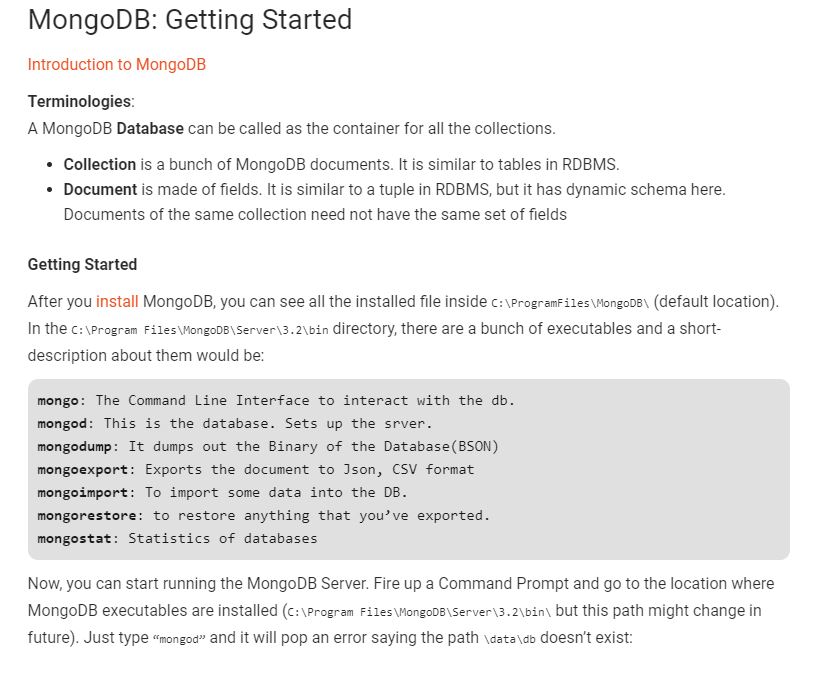 MongoDB: Getting Started
Introduction to MongoDB
Terminologies:
A MongoDB Database can be called as the container for all the collections.
• Collection is a bunch of MongoDB documents. It is similar to tables in RDBMS.
• Document is made of fields. It is similar to a tuple in RDBMS, but it has dynamic schema here.
Documents of the same collection need not have the same set of fields
Getting Started
After you install MongoDB, you can see all the installed file inside C:\ProgramFiles\MongoDB\ (default location).
In the C:\Program Files\MongoDB\Server\3.2\bin directory, there are a bunch of executables and a short-
description about them would be:
mongo: The Command Line Interface to interact with the db.
mongod: This is the database. Sets up the srver.
mongodump: It dumps out the Binary of the Database(BSON)
mongoexport: Exports the document to Json, CSV format
mongoimport: To import some data into the DB.
mongorestore: to restore anything that you’ve exported.
mongostat: Statistics of databases
Now, you can start running the MongoDB Server. Fire up a Command Prompt and go to the location where
MongoDB executables are installed (C:\Program Files\MongoDB\Server\3.2\bin\ but this path might change in
future). Just type “mongod” and it will pop an error saying the path \data\db doesn’t exist: